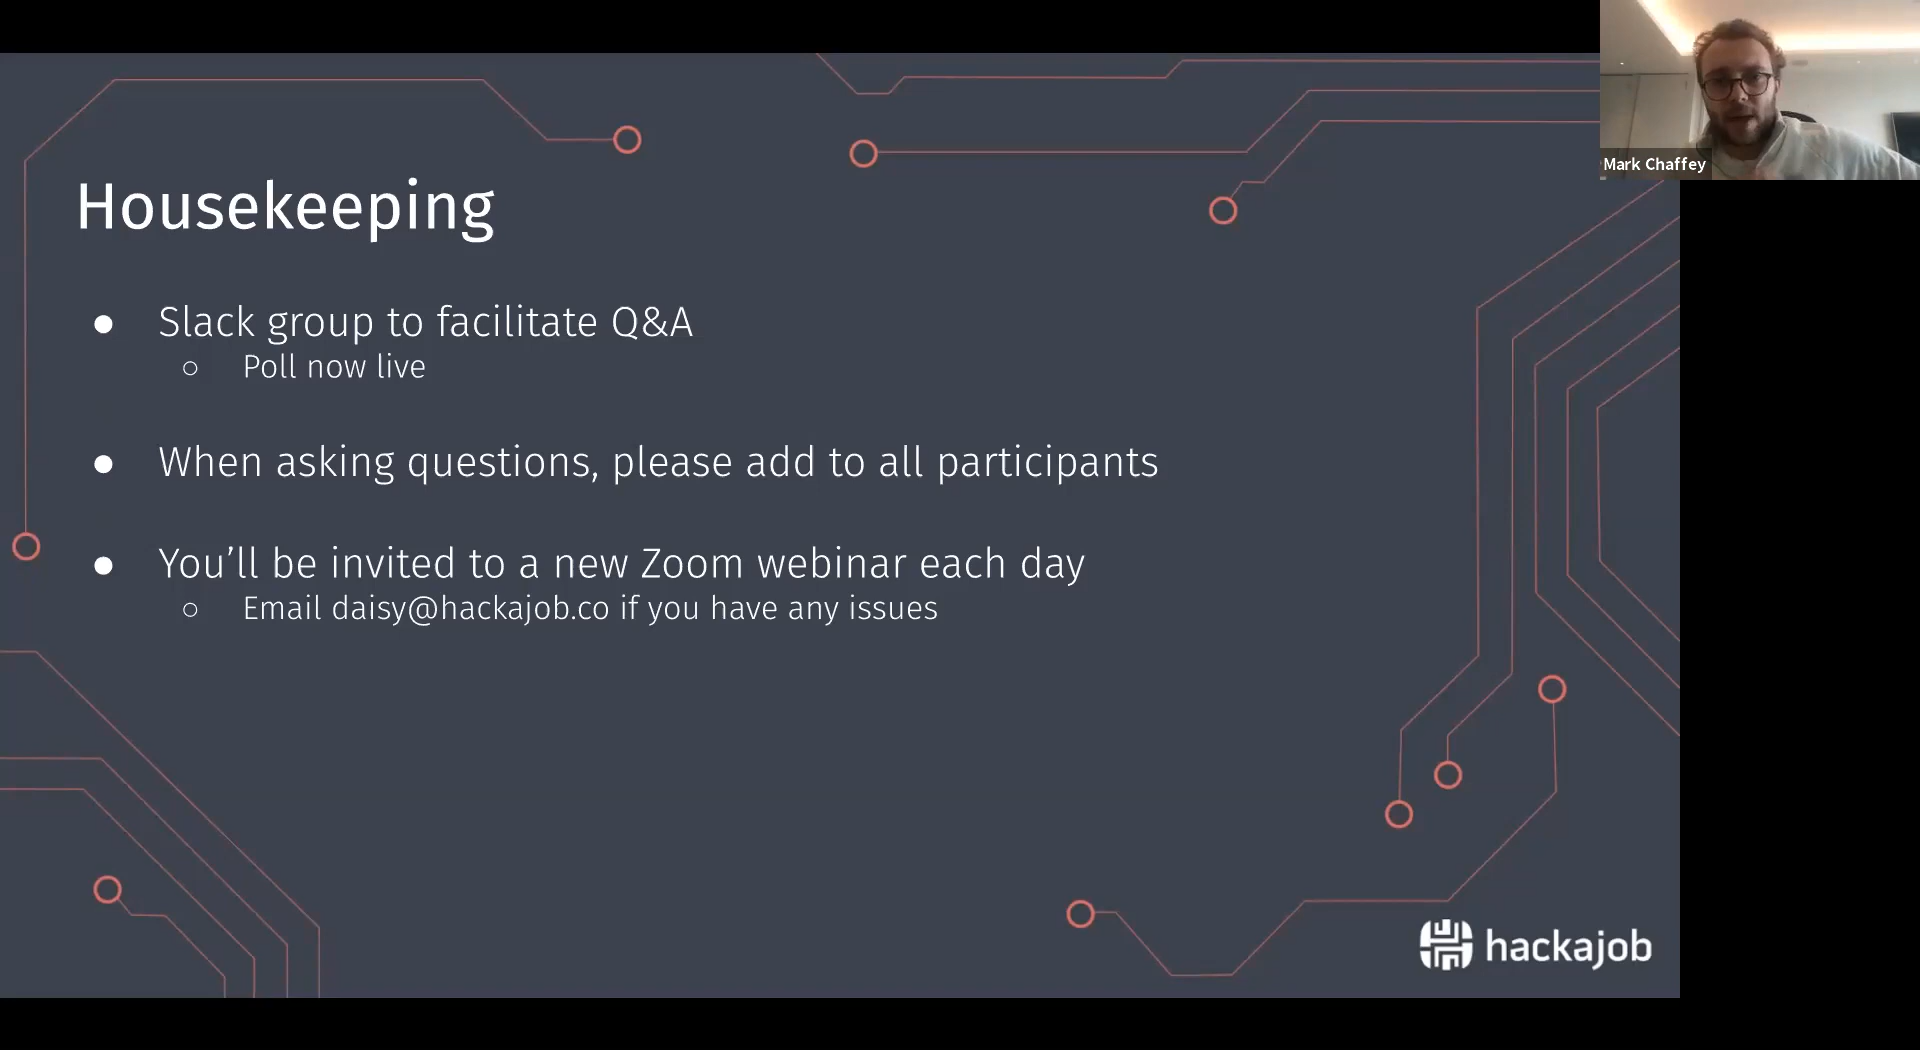 Mark Chaffey
Housekeeping
● Slack group to facilitate Q&A
○ Poll now live
● When asking questions, please add to all participants
● You’ll be invited to a new Zoom webinar each day
○ Email daisy@hackajob.co if you have any issues
hackajob